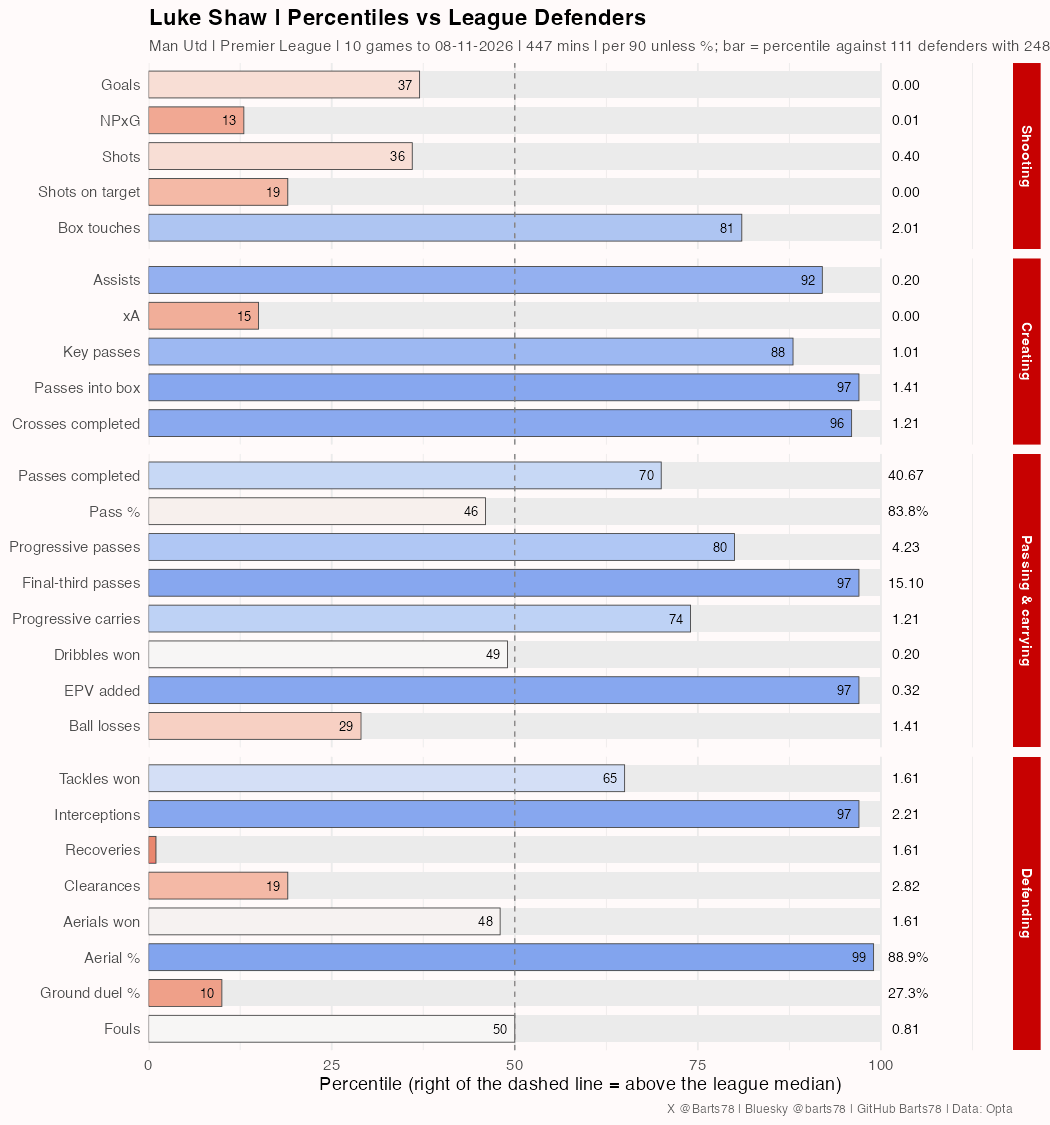 Luke Shaw | Percentiles vs League Defenders
Man Utd | Premier League | 10 games to 08-11-2026 | 447 mins | per 90 unless %; bar = percentile against 111 defenders with 248
Shooting
Goals 37 0.00
NPxG 13 0.01
Shots 36 0.40
Shots on target 19 0.00
Box touches 81 2.01
Creating
Assists 92 0.20
xA 15 0.00
Key passes 88 1.01
Passes into box 97 1.41
Crosses completed 96 1.21
Passing & carrying
Passes completed 70 40.67
Pass % 46 83.8%
Progressive passes 80 4.23
Final-third passes 97 15.10
Progressive carries 74 1.21
Dribbles won 49 0.20
EPV added 97 0.32
Ball losses 29 1.41
Defending
Tackles won 65 1.61
Interceptions 97 2.21
Recoveries 1.61
Clearances 19 2.82
Aerials won 48 1.61
Aerial % 99 88.9%
Ground duel % 10 27.3%
Fouls 50 0.81
0 25 50 75 100
Percentile (right of the dashed line = above the league median)
X @Barts78 | Bluesky @barts78 | GitHub Barts78 | Data: Opta